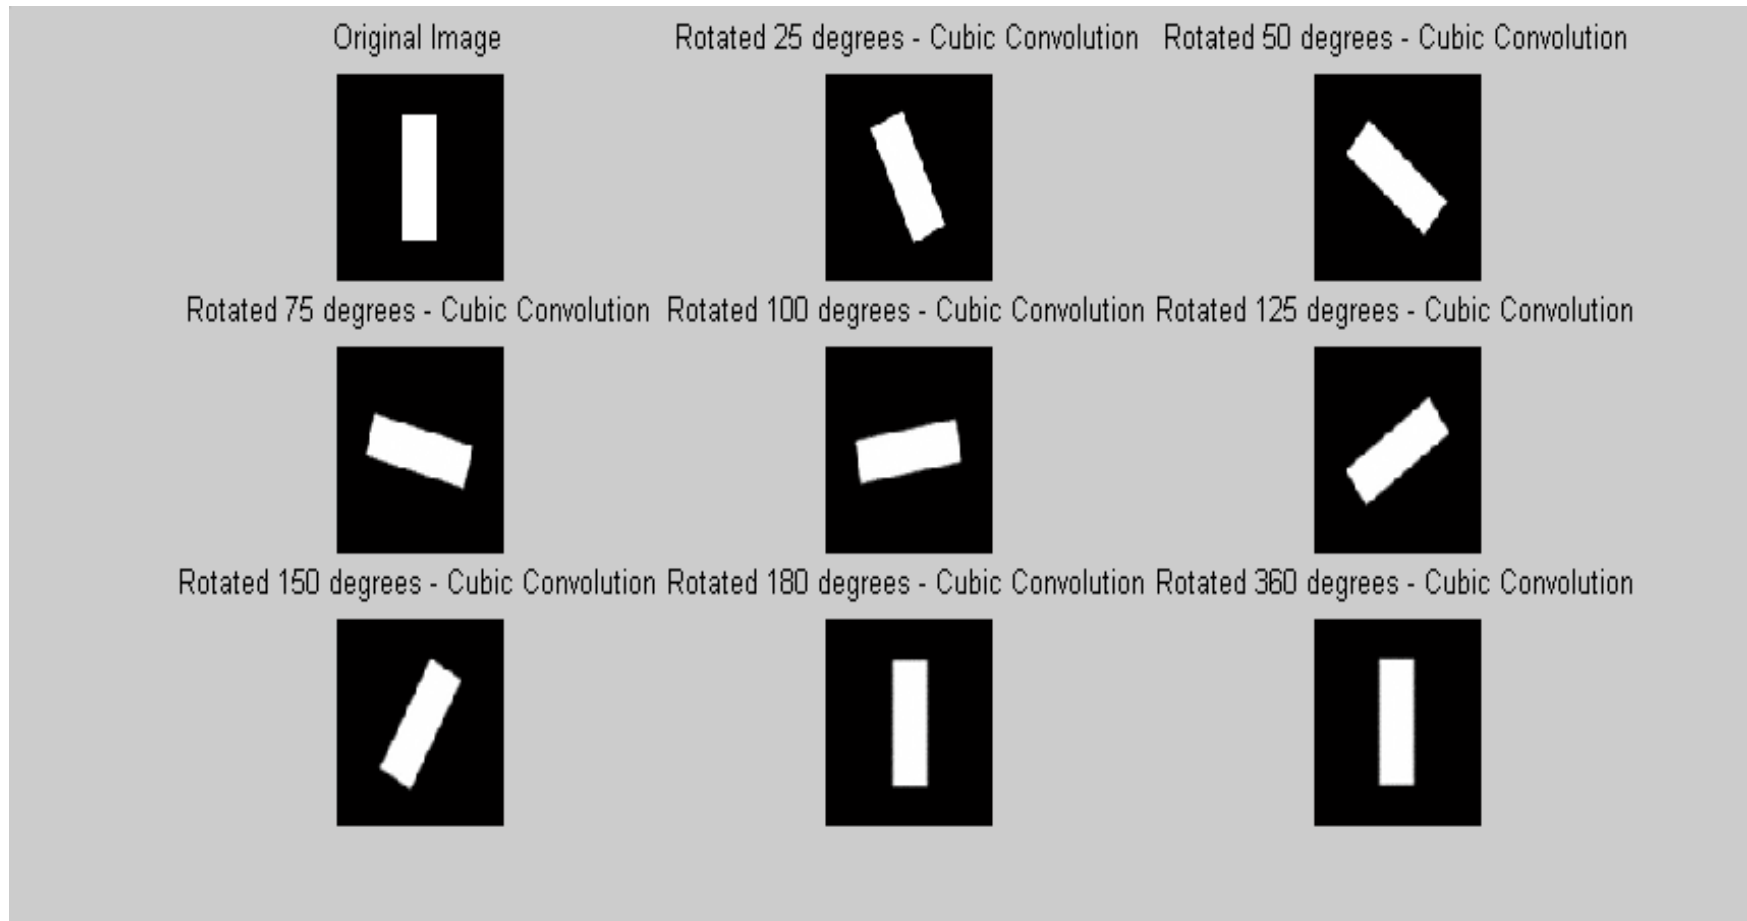 Original Image
Rotated 25 degrees - Cubic Convolution
Rotated 50 degrees - Cubic Convolution
Rotated 75 degrees - Cubic Convolution
Rotated 100 degrees - Cubic Convolution
Rotated 125 degrees - Cubic Convolution
Rotated 150 degrees - Cubic Convolution
Rotated 180 degrees - Cubic Convolution
Rotated 360 degrees - Cubic Convolution